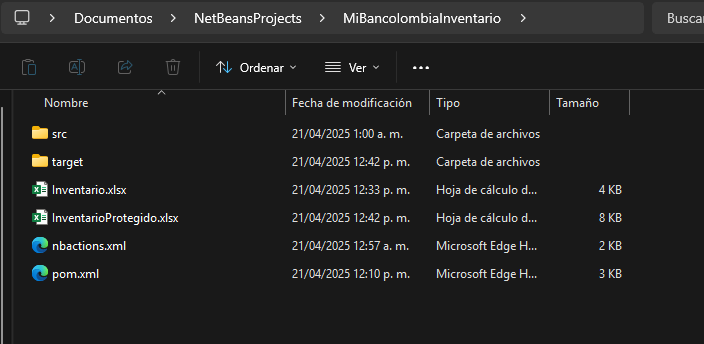 Documentos > NetBeansProjects > MiBancolombiaInventario > Buscar
Ordenar Ver ...
Nombre Fecha de modificación Tipo Tamaño
src 21/04/2025 1:00 a. m. Carpeta de archivos
target 21/04/2025 12:42 p. m. Carpeta de archivos
Inventario.xlsx 21/04/2025 12:33 p. m. Hoja de cálculo d... 4 KB
InventarioProtegido.xlsx 21/04/2025 12:42 p. m. Hoja de cálculo d... 8 KB
nbactions.xml 21/04/2025 12:57 a. m. Microsoft Edge H... 2 KB
pom.xml 21/04/2025 12:10 p. m. Microsoft Edge H... 3 KB